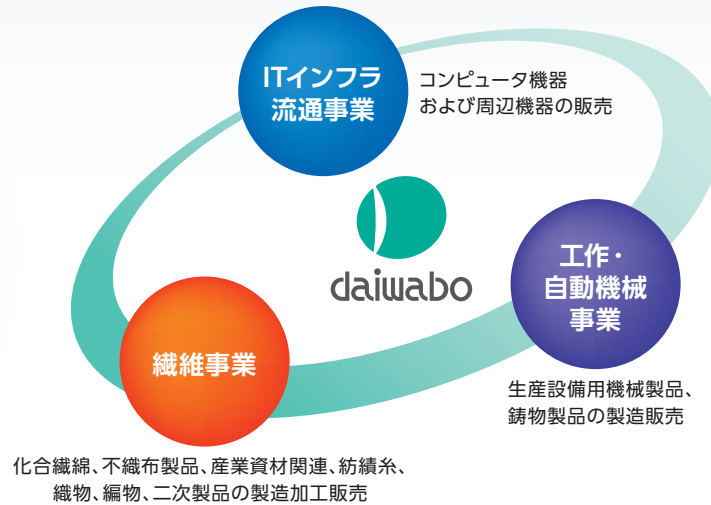 ITインフラ
流通事業
コンピュータ機器
および周辺機器の販売
daiwabo
工作・
自動機械
事業
生産設備用機械製品、
鋳物製品の製造販売
繊維事業
化合繊綿、不織布製品、産業資材関連、紡績糸、
織物、編物、二次製品の製造加工販売